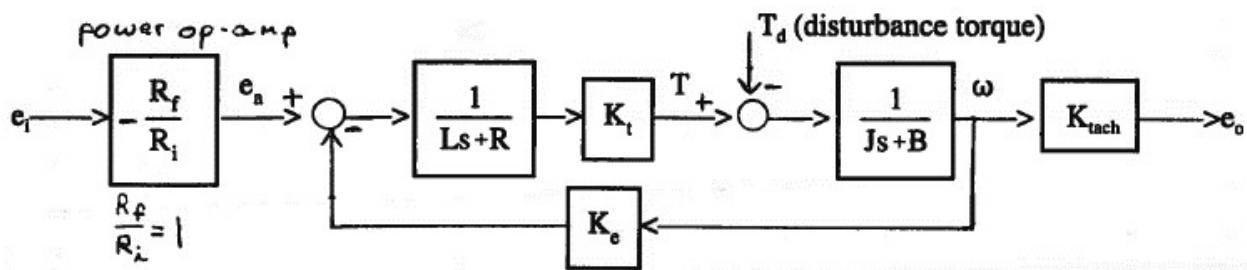 power op-amp
T_d (disturbance torque)
e_i
- R_f / R_i
e_a
+
-
1 / Ls+R
K_t
T
+
-
1 / Js+B
ω
K_tach
e_o
R_f / R_i = 1
K_e